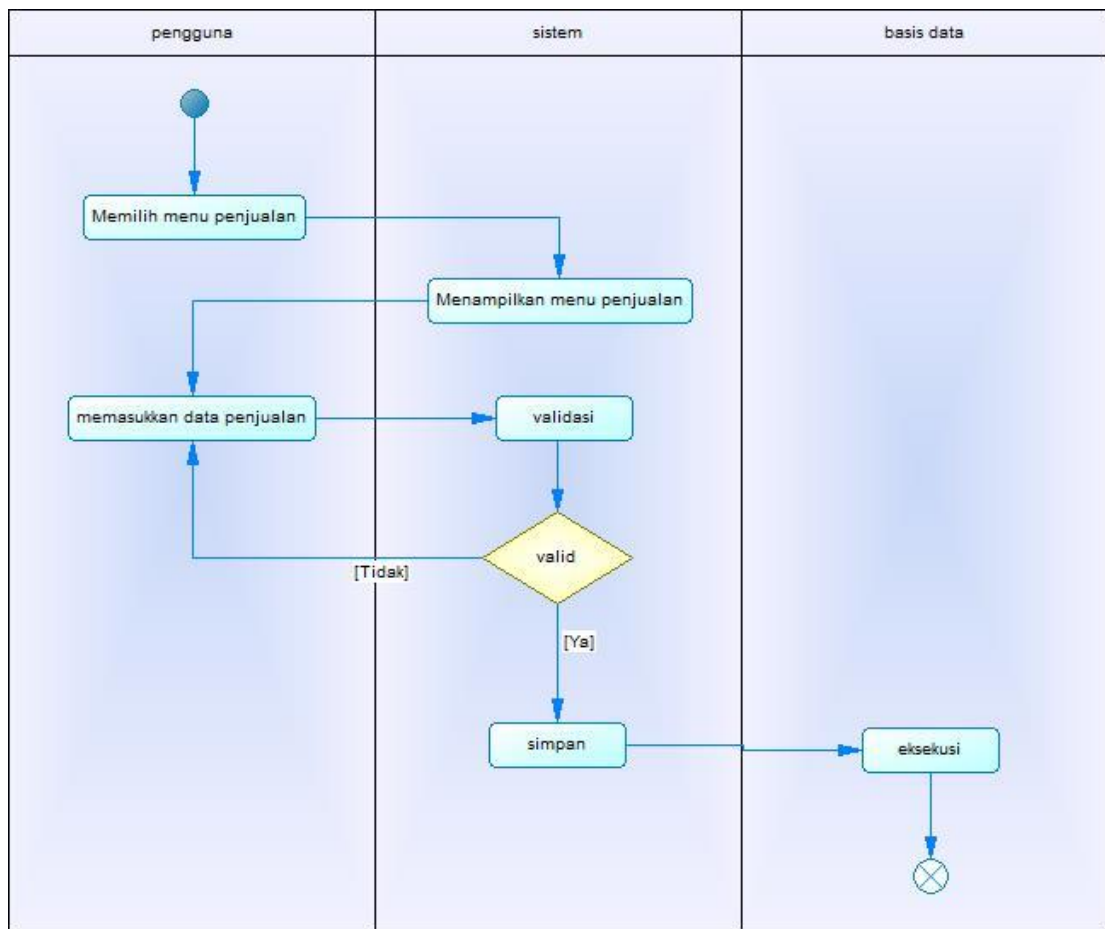 pengguna
sistem
basis data
Memilih menu penjualan
Menampilkan menu penjualan
memasukkan data penjualan
validasi
valid
[Tidak]
[Ya]
simpan
eksekusi